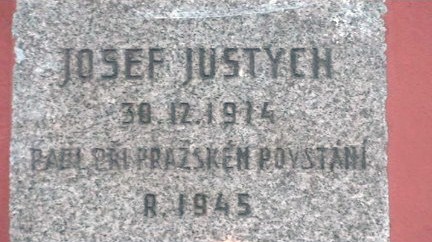 JOSEF JUSTYCH
30.12.1914
PADL PŘI PRAŽSKÉM POVSTÁNÍ
R. 1945